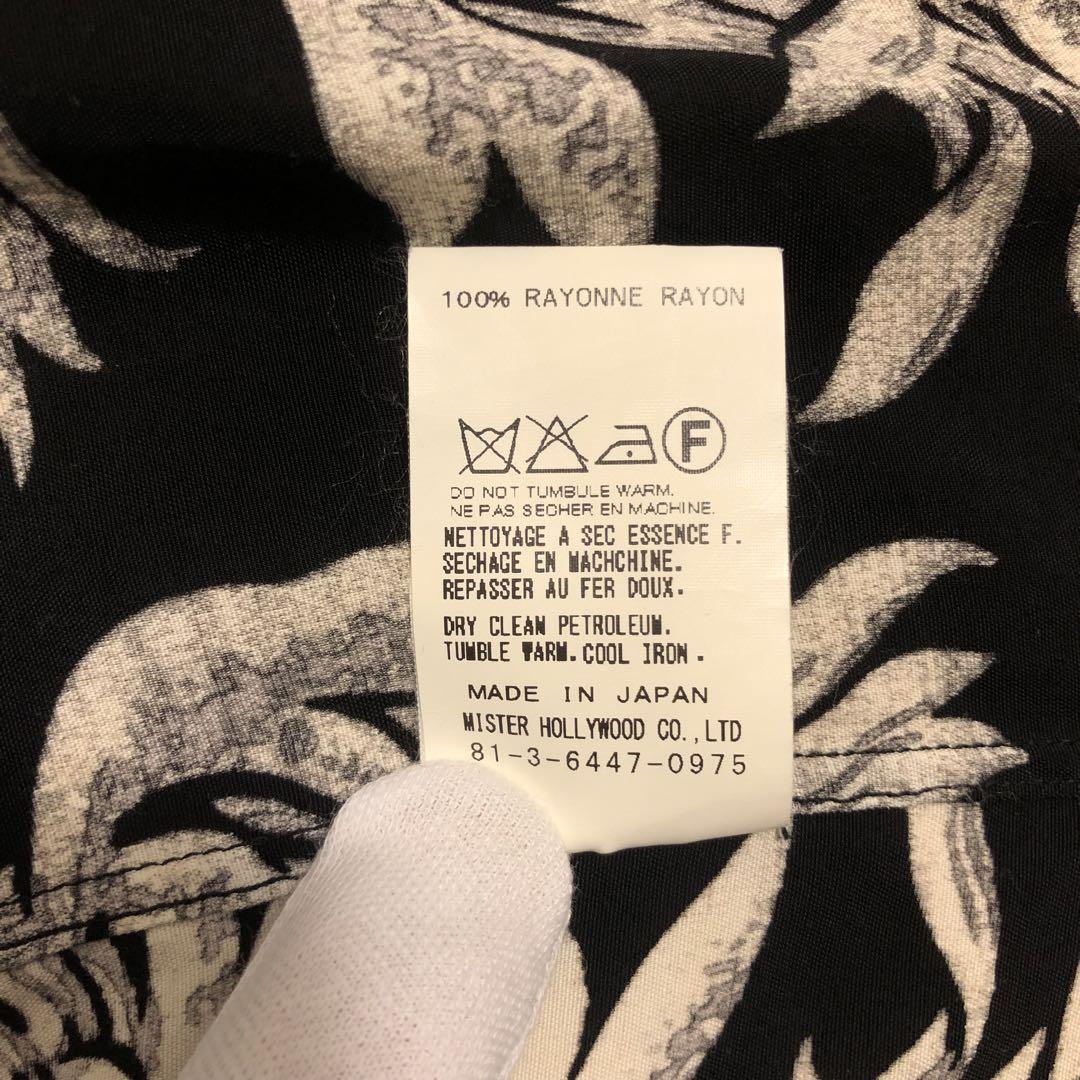 100% RAYONNE RAYON
F
DO NOT TUMBULE WARM.
NE PAS SECHER EN MACHINE.
NETTOYAGE A SEC ESSENCE F.
SECHAGE EN MACHCHINE.
REPASSER AU FER DOUX.
DRY CLEAN PETROLEUM.
TUMBLE WARM. COOL IRON.
MADE IN JAPAN
MISTER HOLLYWOOD CO.,LTD
81-3-6447-0975